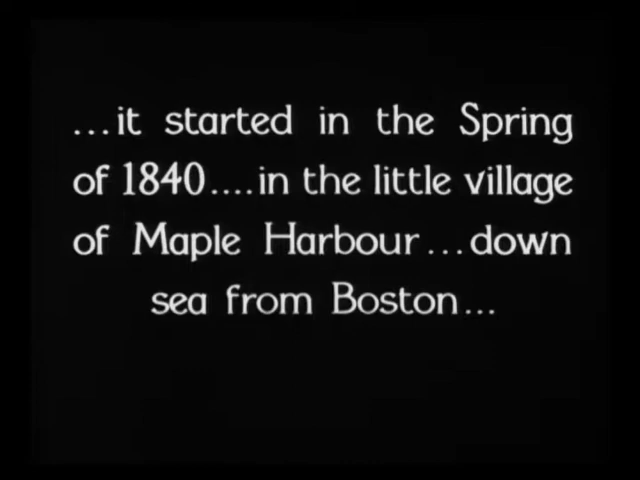 ...it started in the Spring
of 1840....in the little village
of Maple Harbour...down
sea from Boston...